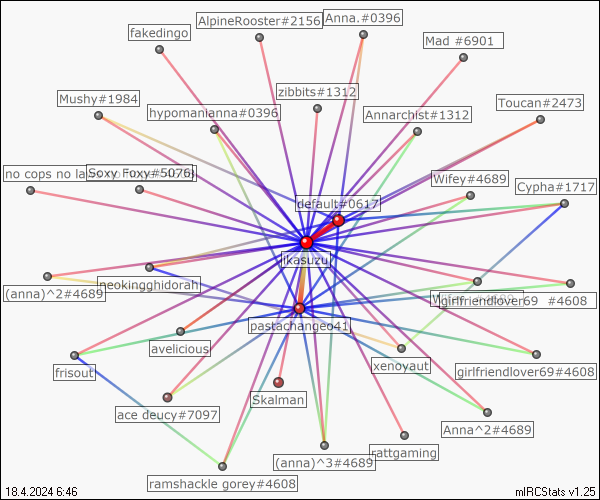 fakedingo
AlpineRooster#2156
Anna.#0396
Mad #6901
Mushy#1984
hypomanianna#0396
zibbits#1312
Annarchist#1312
Toucan#2473
no cops no la
Soxy Foxy#5076
Wifey#4689
Cypha#1717
default#0617
jkasuzu
(anna)^2#4689
neokingghidorah
girlfriendlover69 #4608
pastachangeo41
avelicious
xenoyaut
frisout
girlfriendlover69#4608
ace deucy#7097
Skalman
Anna^2#4689
rattgaming
(anna)^3#4689
ramshackle gorey#4608
18.4.2024 6:46
mIRCStats v1.25